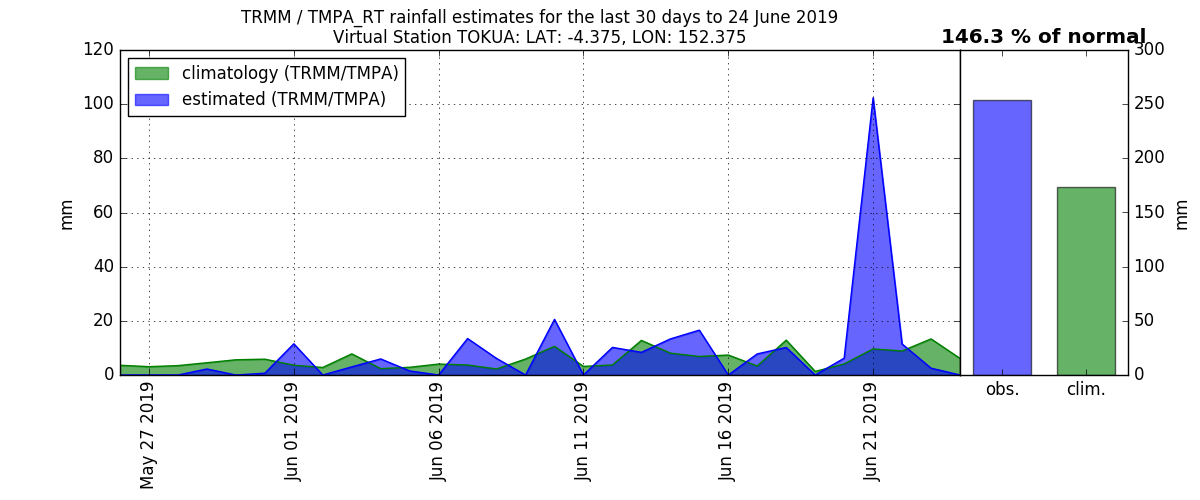 TRMM / TMPA_RT rainfall estimates for the last 30 days to 24 June 2019
Virtual Station TOKUA: LAT: -4.375, LON: 152.375
146.3 % of normal
climatology (TRMM/TMPA)
estimated (TRMM/TMPA)
120
100
80
60
40
20
0
mm
May 27 2019
Jun 01 2019
Jun 06 2019
Jun 11 2019
Jun 16 2019
Jun 21 2019
300
250
200
150
100
50
0
mm
obs.
clim.